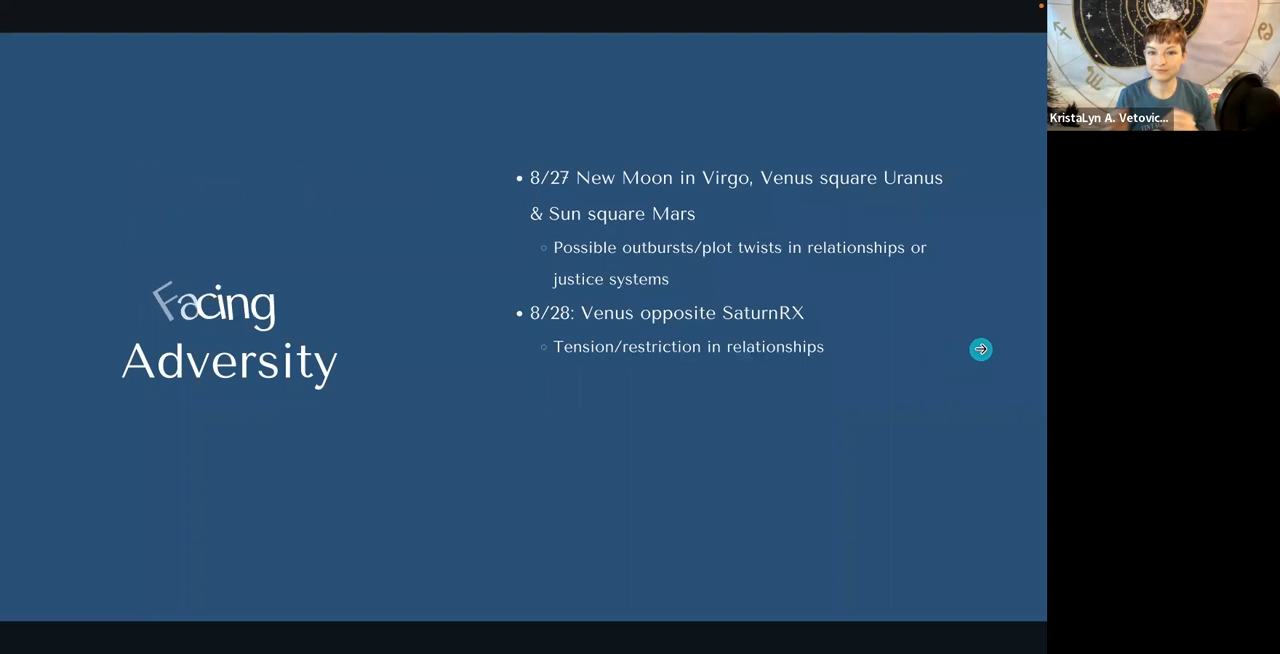 Facing
Adversity
• 8/27 New Moon in Virgo, Venus square Uranus
& Sun square Mars
○ Possible outbursts/plot twists in relationships or
justice systems
• 8/28: Venus opposite SaturnRX
○ Tension/restriction in relationships
KristaLyn A. Vetovic...